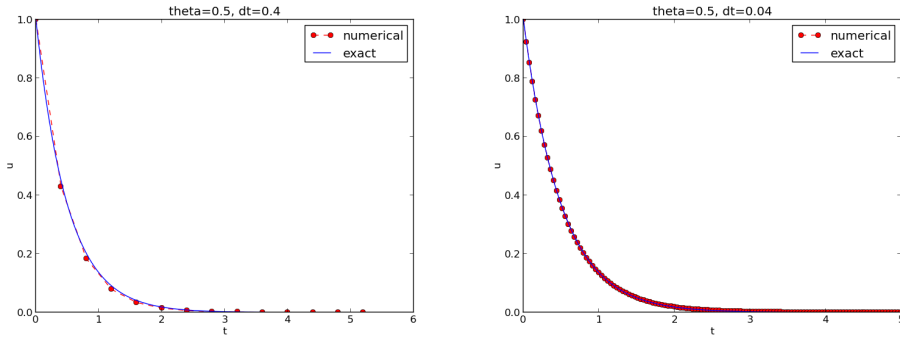 theta=0.5, dt=0.4
1.0
0.8
0.6
0.4
0.2
0.0
u
0 1 2 3 4 5 6
t
numerical
exact
theta=0.5, dt=0.04
1.0
0.8
0.6
0.4
0.2
0.0
u
0 1 2 3 4 5
t
numerical
exact